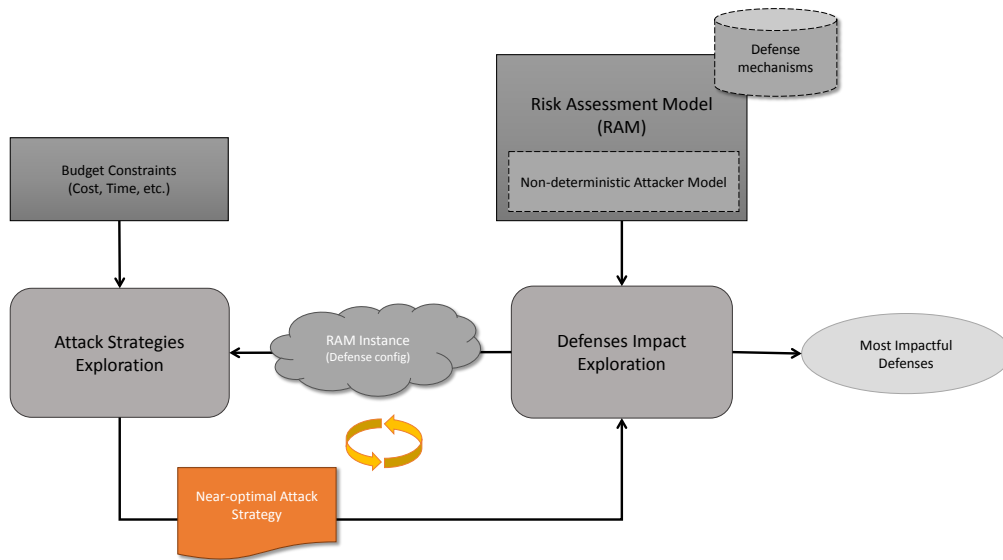 Defense
mechanisms
Risk Assessment Model
(RAM)
Non-deterministic Attacker Model
Budget Constraints
(Cost, Time, etc.)
Attack Strategies
Exploration
RAM Instance
(Defense config)
Defenses Impact
Exploration
Most Impactful
Defenses
Near-optimal Attack
Strategy